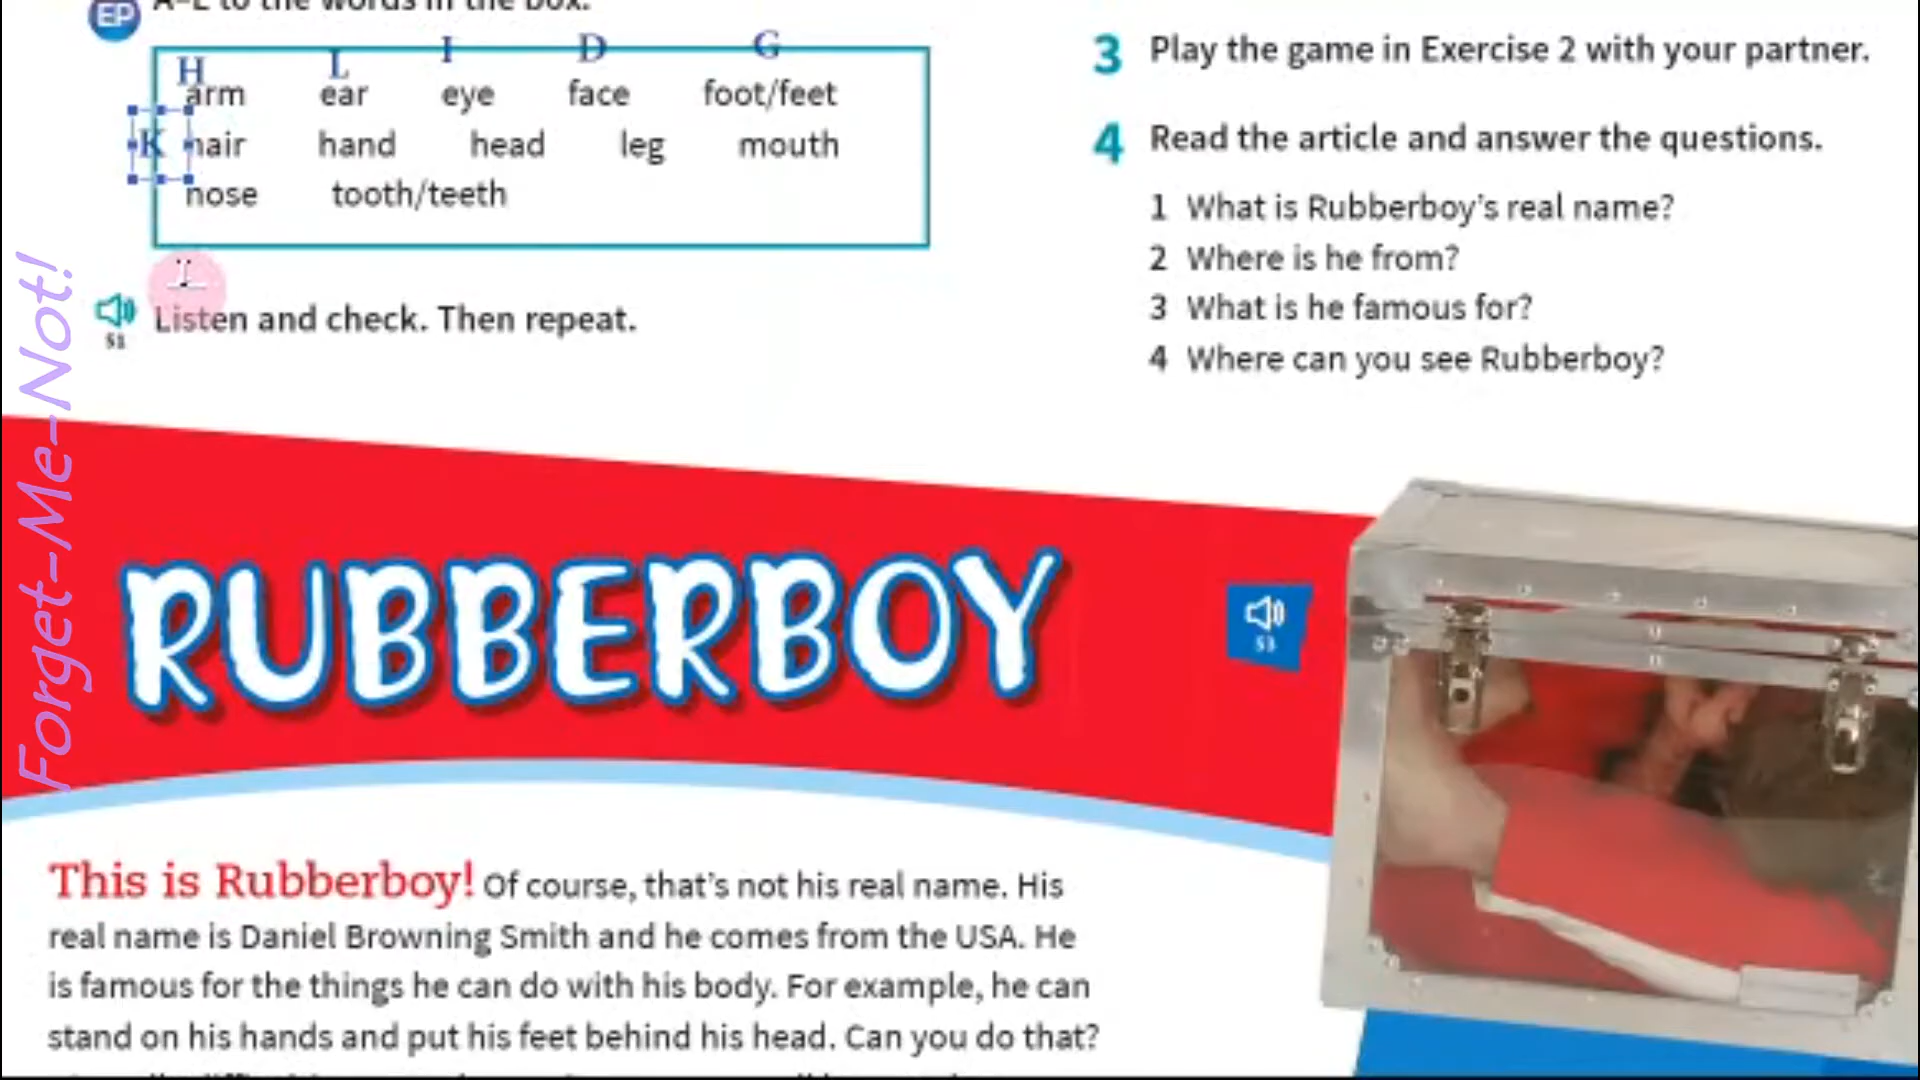 EP
A–L to the words in the box.
H L I D G
arm ear eye face foot/feet
K hair hand head leg mouth
nose tooth/teeth
51
Listen and check. Then repeat.
3 Play the game in Exercise 2 with your partner.
4 Read the article and answer the questions.
1 What is Rubberboy's real name?
2 Where is he from?
3 What is he famous for?
4 Where can you see Rubberboy?
Forget-Me-Not!
RUBBERBOY
53
This is Rubberboy! Of course, that's not his real name. His
real name is Daniel Browning Smith and he comes from the USA. He
is famous for the things he can do with his body. For example, he can
stand on his hands and put his feet behind his head. Can you do that?